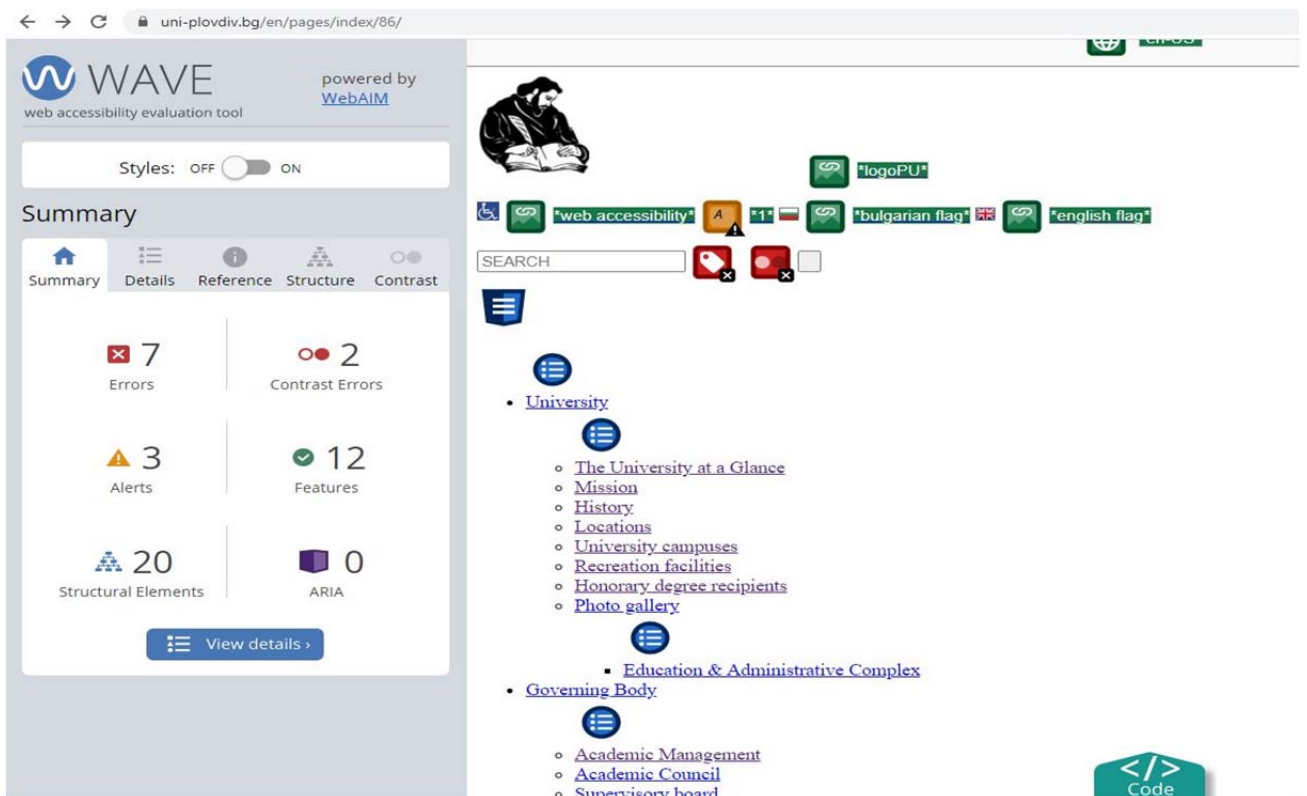 uni-plovdiv.bg/en/pages/index/86/
WAVE
web accessibility evaluation tool
powered by
WebAIM
Styles: OFF ON
Summary
Summary Details Reference Structure Contrast
7 2
Errors Contrast Errors
3 12
Alerts Features
20 0
Structural Elements ARIA
View details ›
en-US
*logoPU*
*web accessibility* A *1* *bulgarian flag* *english flag*
SEARCH
• University
The University at a Glance
Mission
History
Locations
University campuses
Recreation facilities
Honorary degree recipients
Photo gallery
Education & Administrative Complex
• Governing Body
Academic Management
Academic Council
Supervisory board
</>
Code